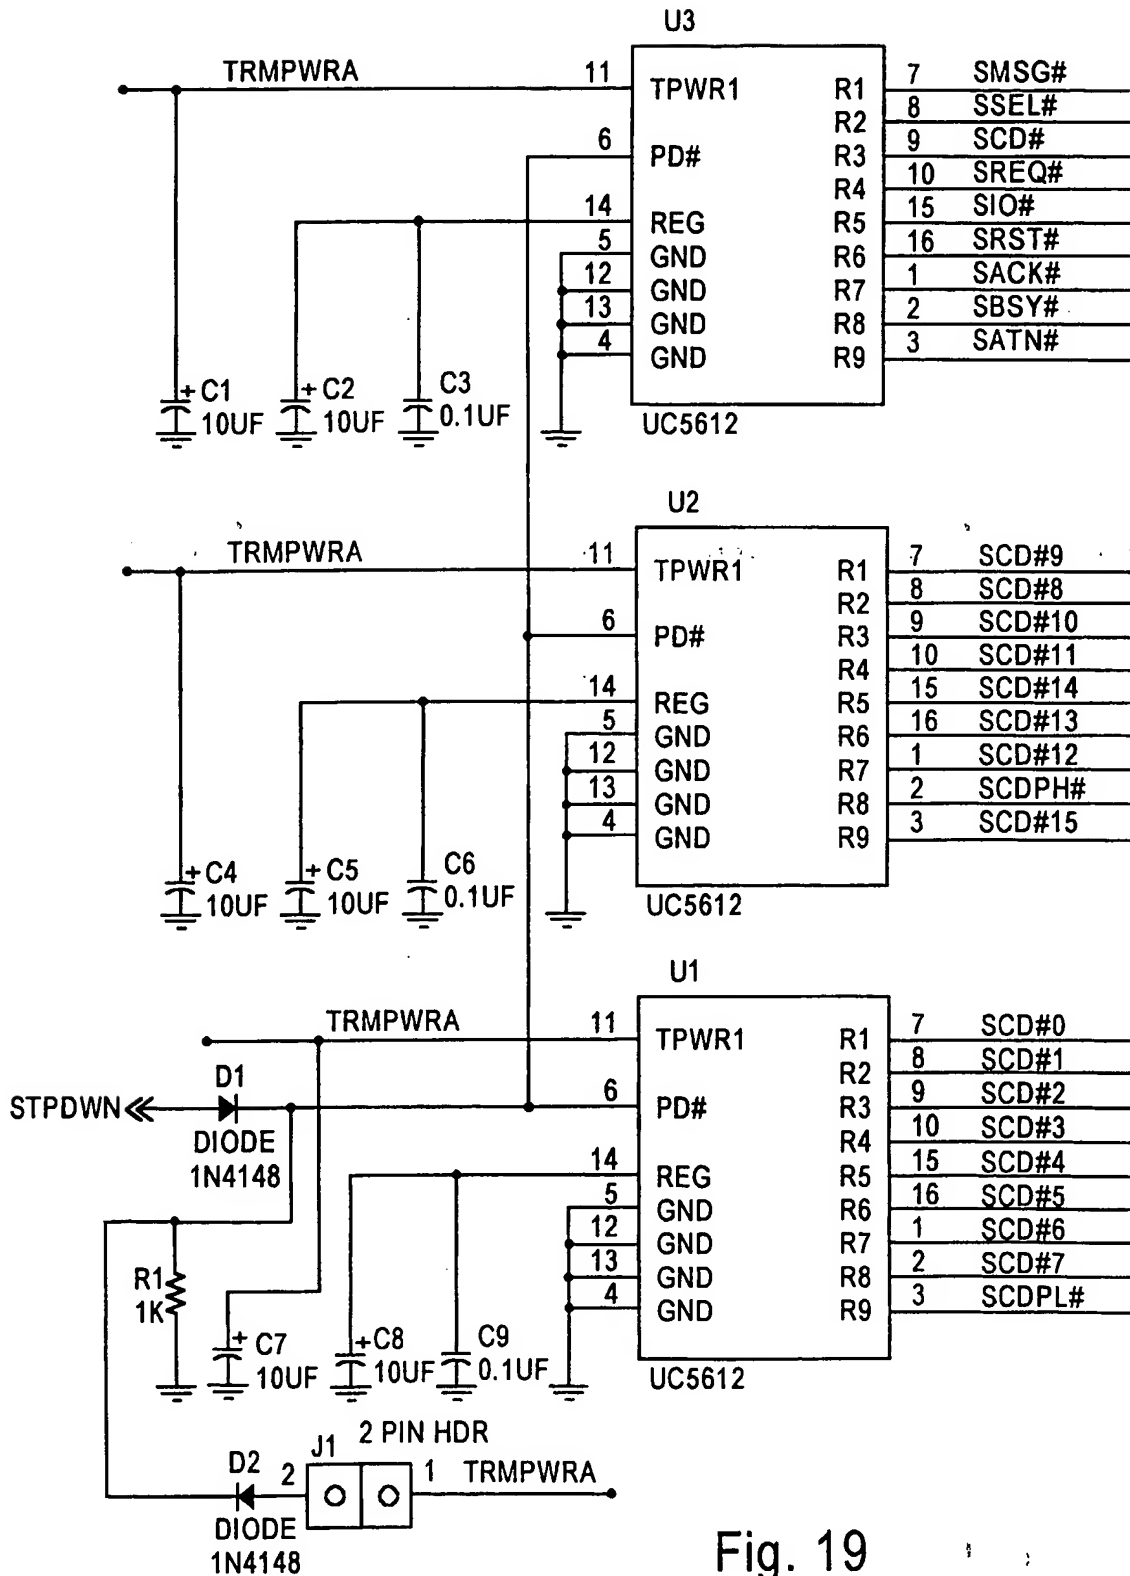 U3
TRMPWRA
11 TPWR1 R1 7 SMSG#
R2 8 SSEL#
6 PD# R3 9 SCD#
R4 10 SREQ#
14 REG R5 15 SIO#
5 GND R6 16 SRST#
12 GND R7 1 SACK#
13 GND R8 2 SBSY#
4 GND R9 3 SATN#
+ C1 10UF
+ C2 10UF
C3 0.1UF
UC5612
U2
TRMPWRA
11 TPWR1 R1 7 SCD#9
R2 8 SCD#8
6 PD# R3 9 SCD#10
R4 10 SCD#11
14 REG R5 15 SCD#14
5 GND R6 16 SCD#13
12 GND R7 1 SCD#12
13 GND R8 2 SCDPH#
4 GND R9 3 SCD#15
+ C4 10UF
+ C5 10UF
C6 0.1UF
UC5612
U1
TRMPWRA
11 TPWR1 R1 7 SCD#0
R2 8 SCD#1
6 PD# R3 9 SCD#2
R4 10 SCD#3
14 REG R5 15 SCD#4
5 GND R6 16 SCD#5
12 GND R7 1 SCD#6
13 GND R8 2 SCD#7
4 GND R9 3 SCDPL#
STPDWN
D1
DIODE
1N4148
R1
1K
+ C7 10UF
+ C8 10UF
C9 0.1UF
UC5612
J1 2 PIN HDR
D2 2 1 TRMPWRA
DIODE
1N4148
Fig. 19